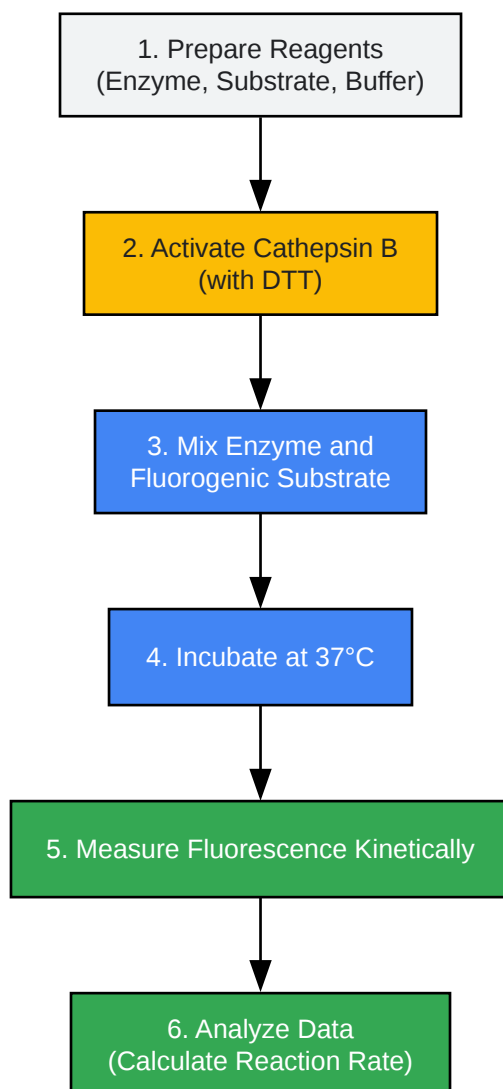 1. Prepare Reagents
(Enzyme, Substrate, Buffer)
2. Activate Cathepsin B
(with DTT)
3. Mix Enzyme and
Fluorogenic Substrate
4. Incubate at 37°C
5. Measure Fluorescence Kinetically
6. Analyze Data
(Calculate Reaction Rate)